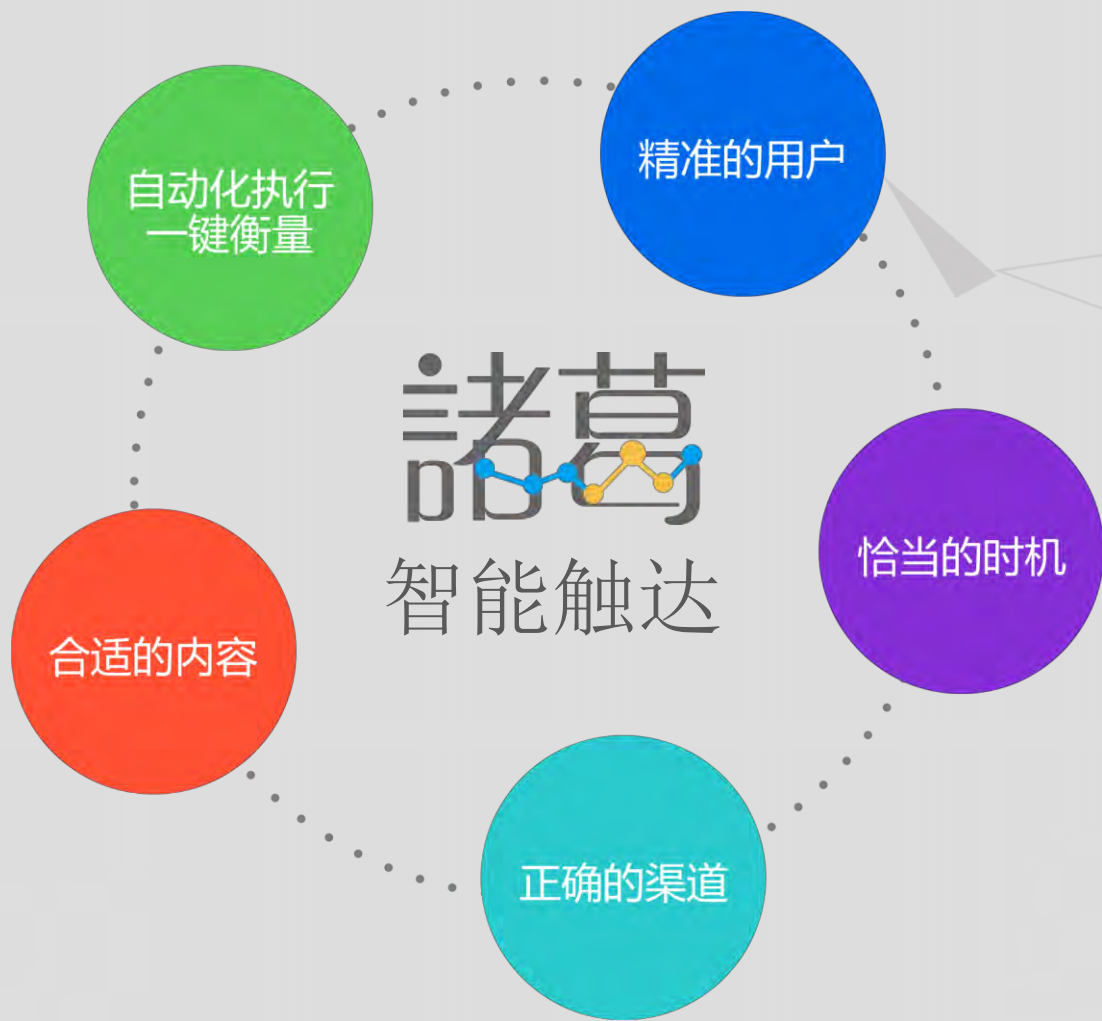 自动化执行
一键衡量
精准的用户
諸葛
智能触达
恰当的时机
合适的内容
正确的渠道